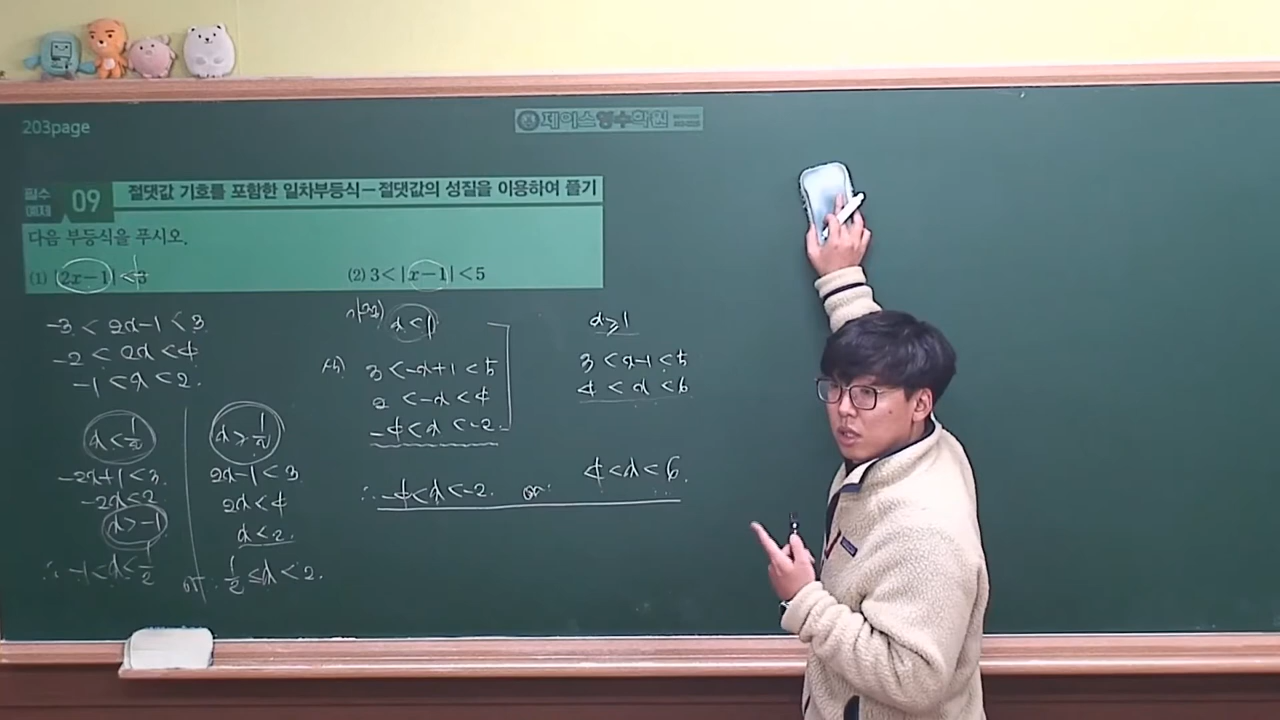 203page
제이스영수학원
필수 예제 09 절댓값 기호를 포함한 일차부등식-절댓값의 성질을 이용하여 풀기
다음 부등식을 푸시오.
(1) |2x-1| < 3
(2) 3 < |x-1| < 5
-3 < 2x-1 < 3
-2 < 2x < 4
-1 < x < 2.
x < 1/2
-2x+1 < 3.
-2x < 2
x > -1
∴ -1 < x < 1/2
x ≥ 1/2
2x-1 < 3
2x < 4
x < 2.
or 1/2 ≤ x < 2.
x < 1
3 < -x+1 < 5
2 < -x < 4
-4 < x < -2.
x ≥ 1
3 < x-1 < 5
4 < x < 6
∴ -4 < x < -2. or 4 < x < 6.